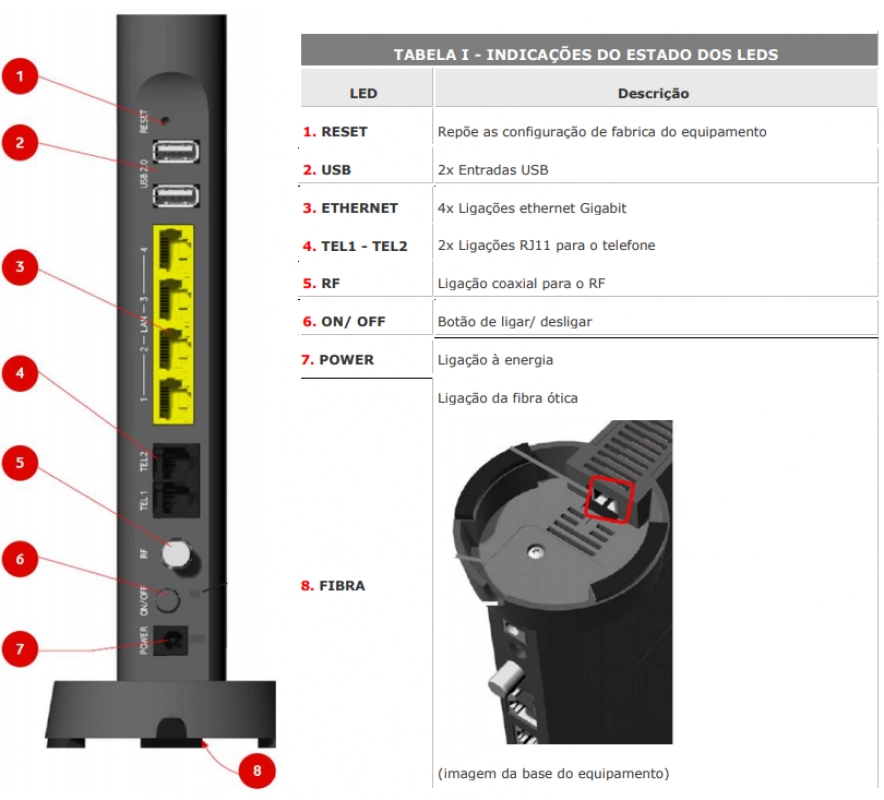 1
2
3
4
5
6
7
8
RESET
USB 2.0
1 — 2 — LAN — 3 — 4
TEL2
TEL 1
RF
ON/OFF
POWER
TABELA I - INDICAÇÕES DO ESTADO DOS LEDS
LED Descrição
1. RESET Repõe as configuração de fabrica do equipamento
2. USB 2x Entradas USB
3. ETHERNET 4x Ligações ethernet Gigabit
4. TEL1 - TEL2 2x Ligações RJ11 para o telefone
5. RF Ligação coaxial para o RF
6. ON/ OFF Botão de ligar/ desligar
7. POWER Ligação à energia
Ligação da fibra ótica
8. FIBRA
(imagem da base do equipamento)